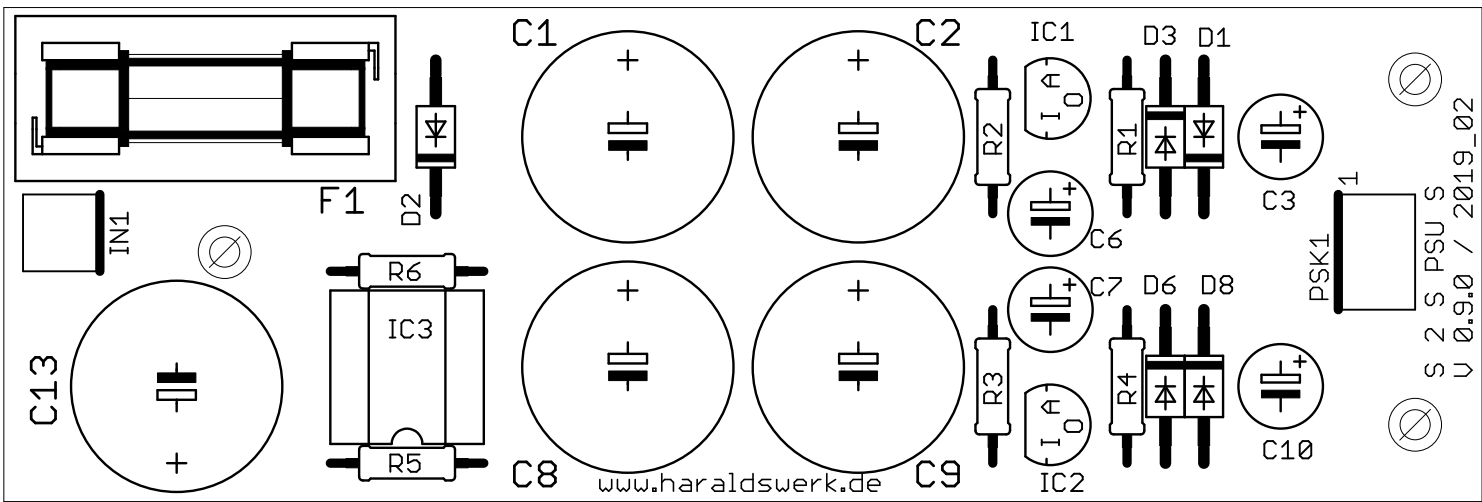 C1
C2
IC1
D3
D1
F1
D2
R2
I A O
R1
C3
IN1
C6
1
PSK1
R6
IC3
R5
C13
C7
D6
D8
R3
I A O
R4
C10
C8
C9
IC2
www.haraldswerk.de
S 2 S PSU S
V 0.9.0 / 2019_02
+
+
+
+
+
+
+
+
+